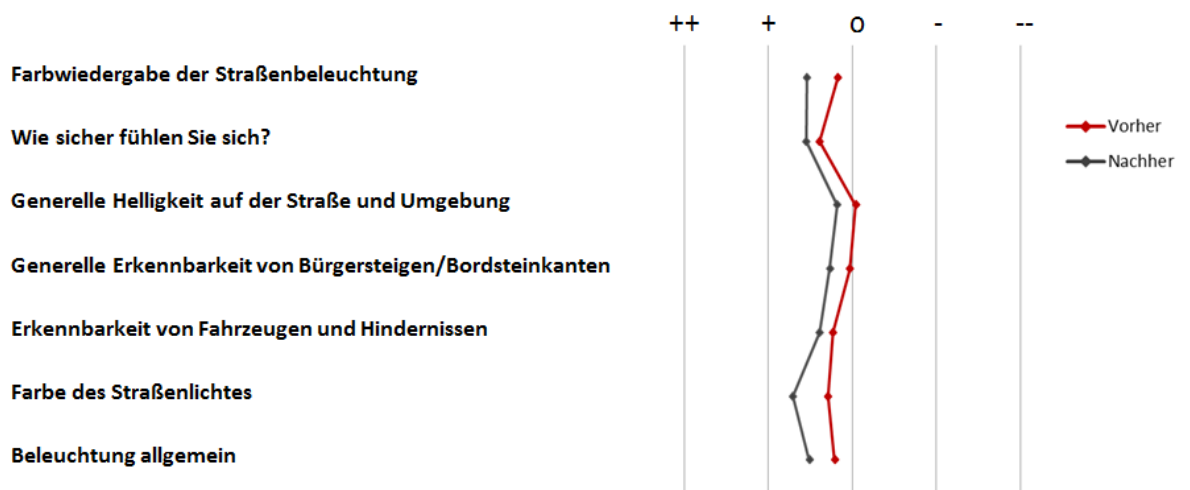 ++ + o - --
Farbwiedergabe der Straßenbeleuchtung
Wie sicher fühlen Sie sich?
Generelle Helligkeit auf der Straße und Umgebung
Generelle Erkennbarkeit von Bürgersteigen/Bordsteinkanten
Erkennbarkeit von Fahrzeugen und Hindernissen
Farbe des Straßenlichtes
Beleuchtung allgemein
Vorher
Nachher